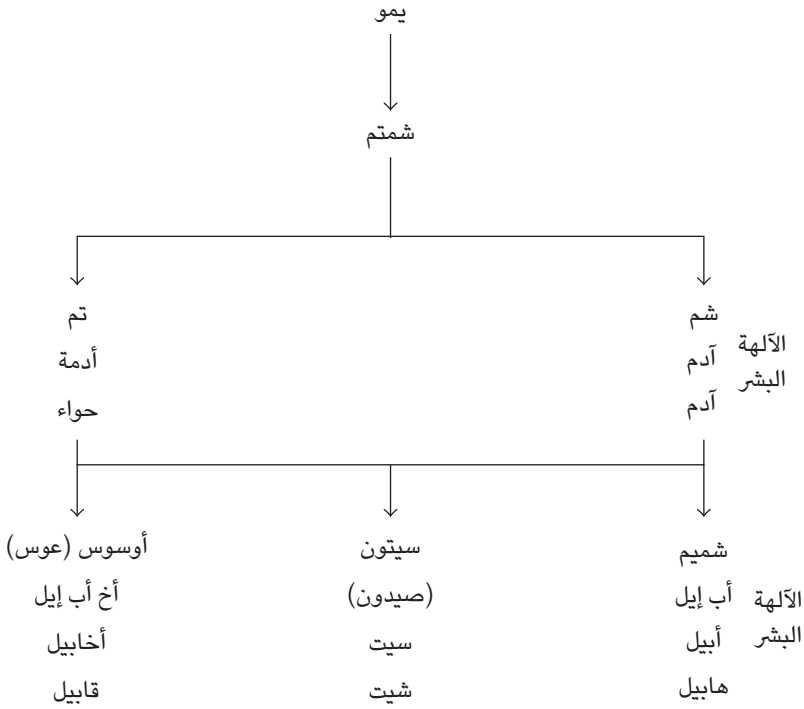 يمو
شمتم
شم
تم
الآلهة
آدم
أدمة
البشر
آدم
حواء
شميم
سيتون
أوسوس (عوس)
الآلهة
أب إيل
(صيدون)
أخ أب إيل
البشر
أبيل
سيت
أخابيل
هابيل
شيت
قابيل